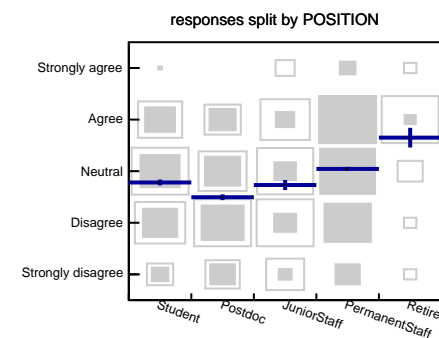 responses split by POSITION
Strongly agree
Agree
Neutral
Disagree
Strongly disagree
Student
Postdoc
JuniorStaff
PermanentStaff
Retire